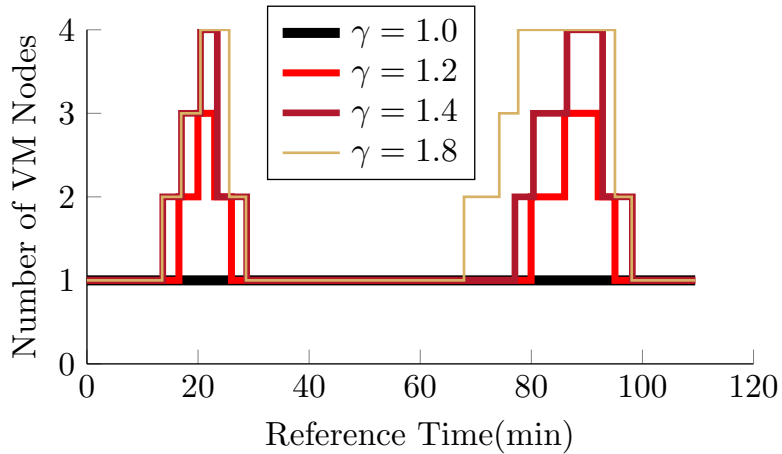 4
3
2
1
0
Number of VM Nodes
γ = 1.0
γ = 1.2
γ = 1.4
γ = 1.8
0 20 40 60 80 100 120
Reference Time(min)